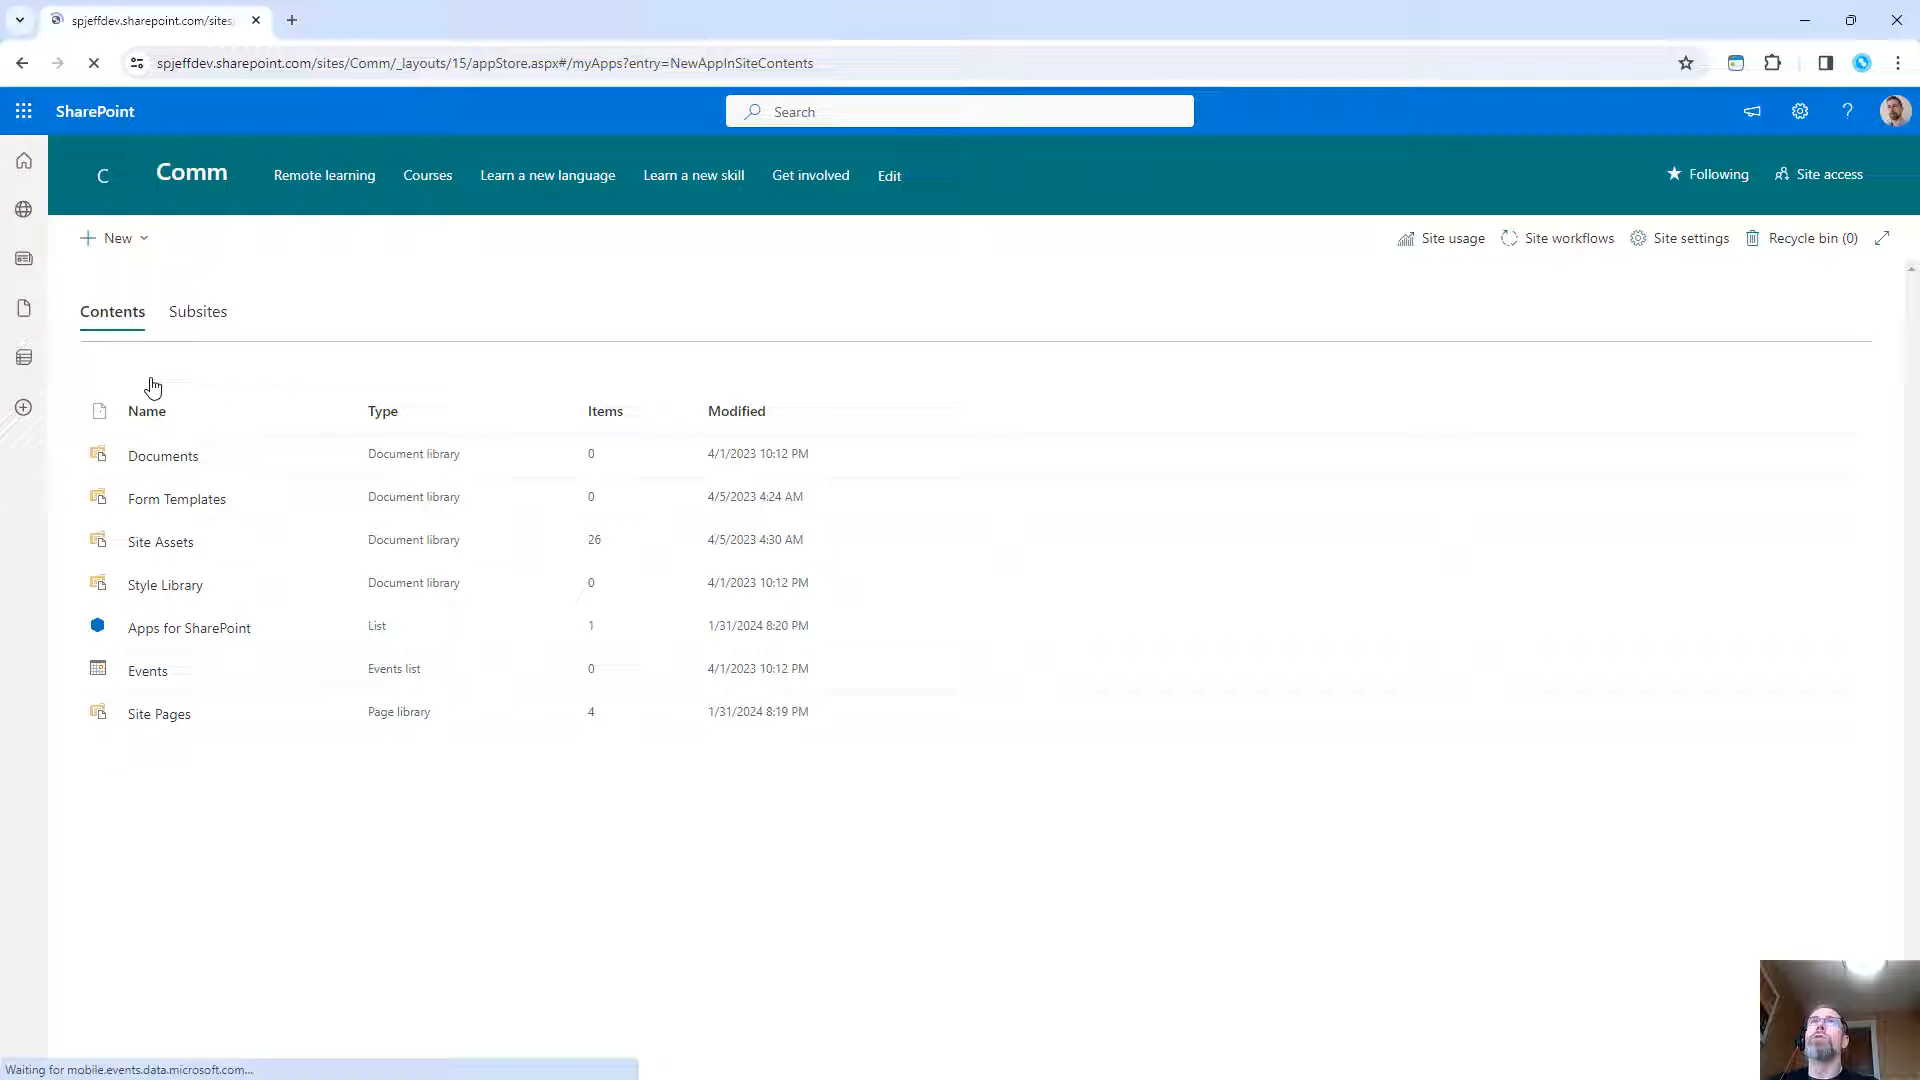 spjeffdev.sharepoint.com/sites
spjeffdev.sharepoint.com/sites/Comm/_layouts/15/appStore.aspx#/myApps?entry=NewAppInSiteContents
SharePoint
Search
C
Comm
Remote learning
Courses
Learn a new language
Learn a new skill
Get involved
Edit
Following
Site access
New
Site usage
Site workflows
Site settings
Recycle bin (0)
Contents
Subsites
Name Type Items Modified
Documents Document library 0 4/1/2023 10:12 PM
Form Templates Document library 0 4/5/2023 4:24 AM
Site Assets Document library 26 4/5/2023 4:30 AM
Style Library Document library 0 4/1/2023 10:12 PM
Apps for SharePoint List 1 1/31/2024 8:20 PM
Events Events list 0 4/1/2023 10:12 PM
Site Pages Page library 4 1/31/2024 8:19 PM
Waiting for mobile.events.data.microsoft.com...